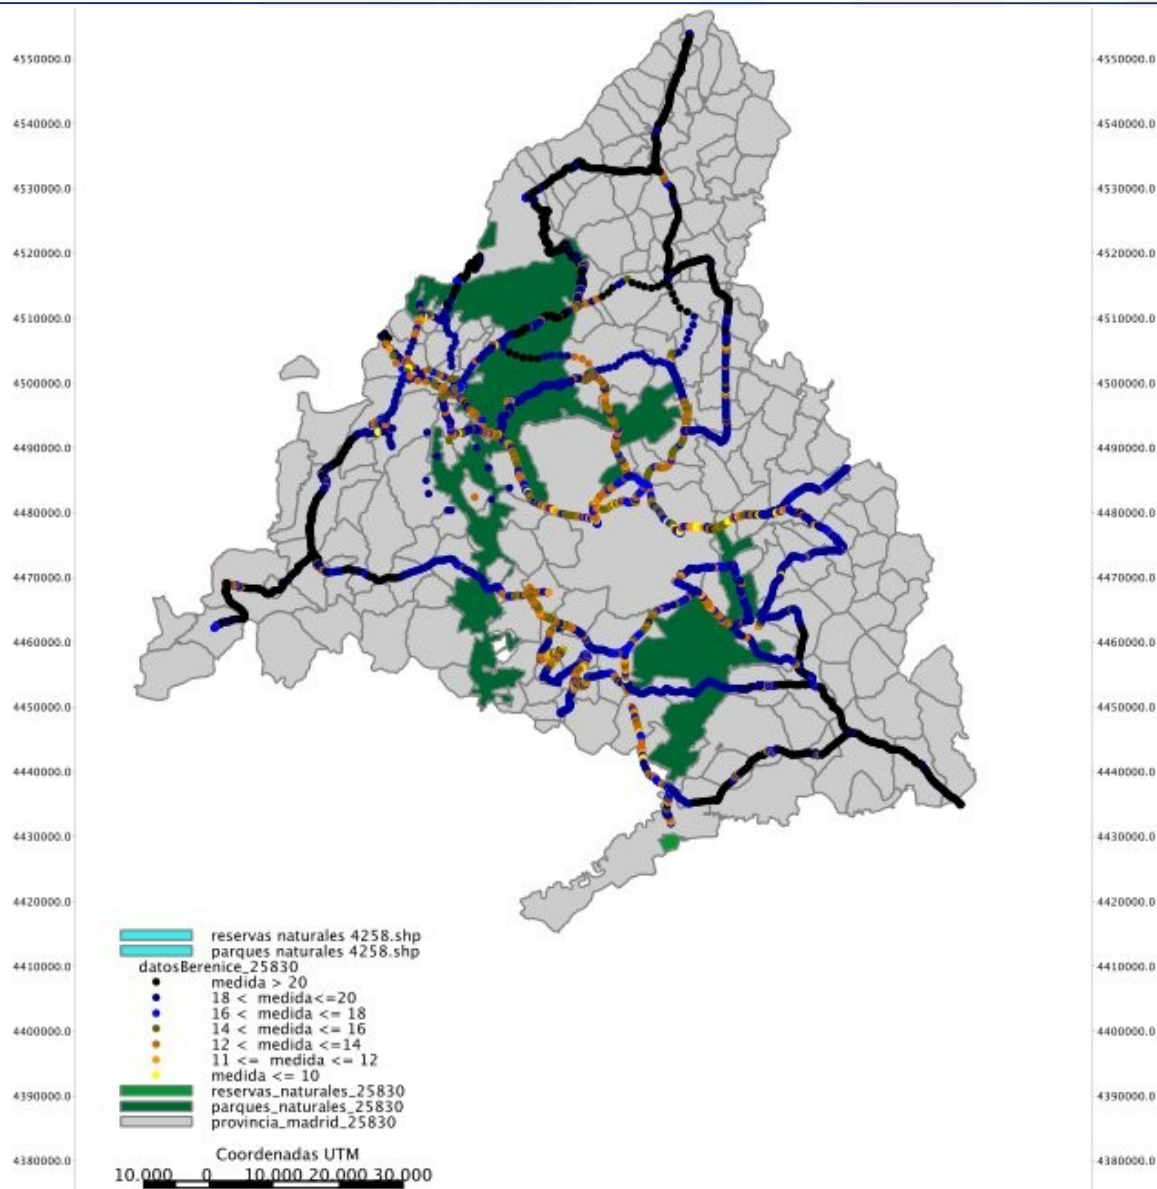 4550000.0 4550000.0
4540000.0 4540000.0
4530000.0 4530000.0
4520000.0 4520000.0
4510000.0 4510000.0
4500000.0 4500000.0
4490000.0 4490000.0
4480000.0 4480000.0
4470000.0 4470000.0
4460000.0 4460000.0
4450000.0 4450000.0
4440000.0 4440000.0
4430000.0 4430000.0
4420000.0 4420000.0
reservas naturales 4258.shp
parques naturales 4258.shp
4410000.0 4410000.0
datosBerenice_25830
medida > 20
18 < medida<=20
16 < medida <= 18
4400000.0 4400000.0
14 < medida <= 16
12 < medida <=14
11 <= medida <= 12
medida <= 10
4390000.0 4390000.0
reservas_naturales_25830
parques_naturales_25830
provincia_madrid_25830
Coordenadas UTM
4380000.0 4380000.0
10.000 0 10.000 20.000 30.000